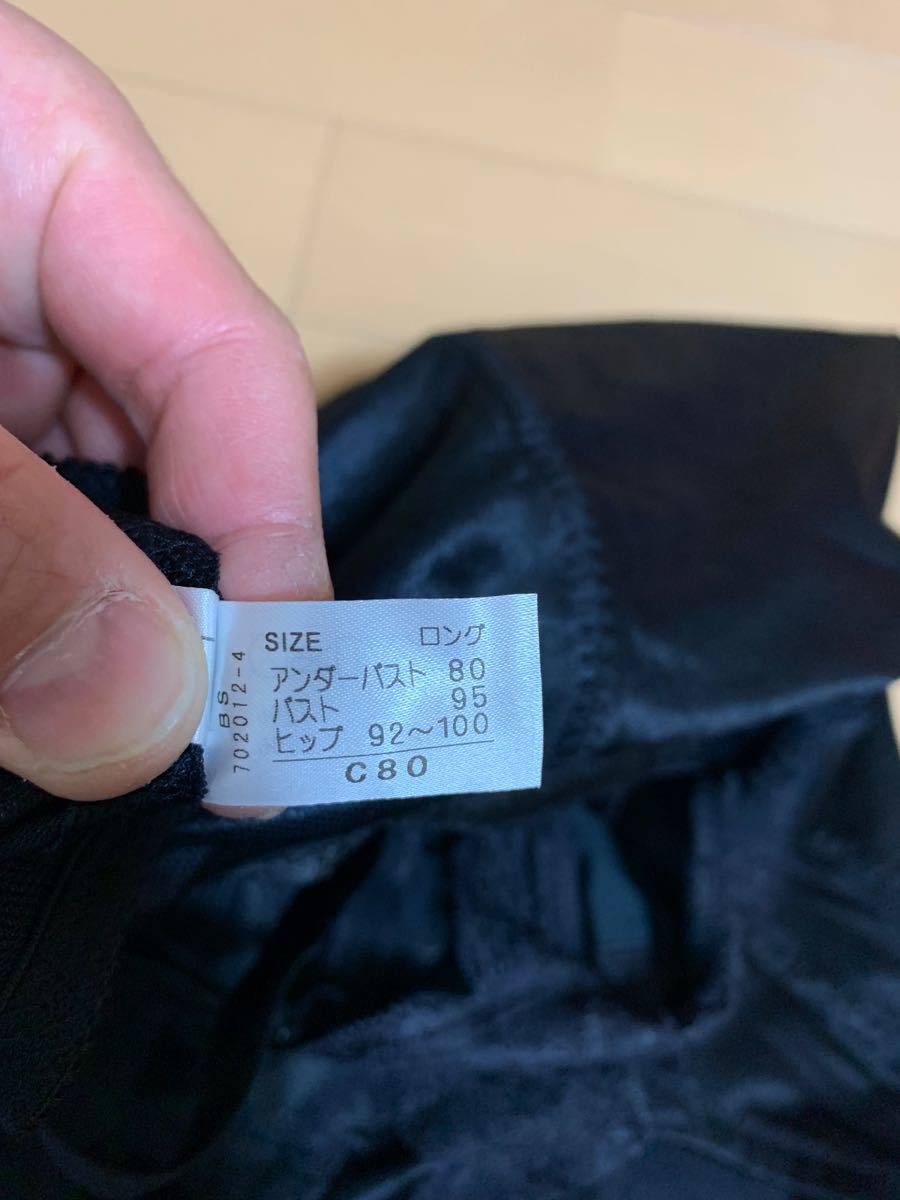 SIZE ロング
アンダーバスト 80
バスト 95
ヒップ 92～100
C80
BS
702012-4